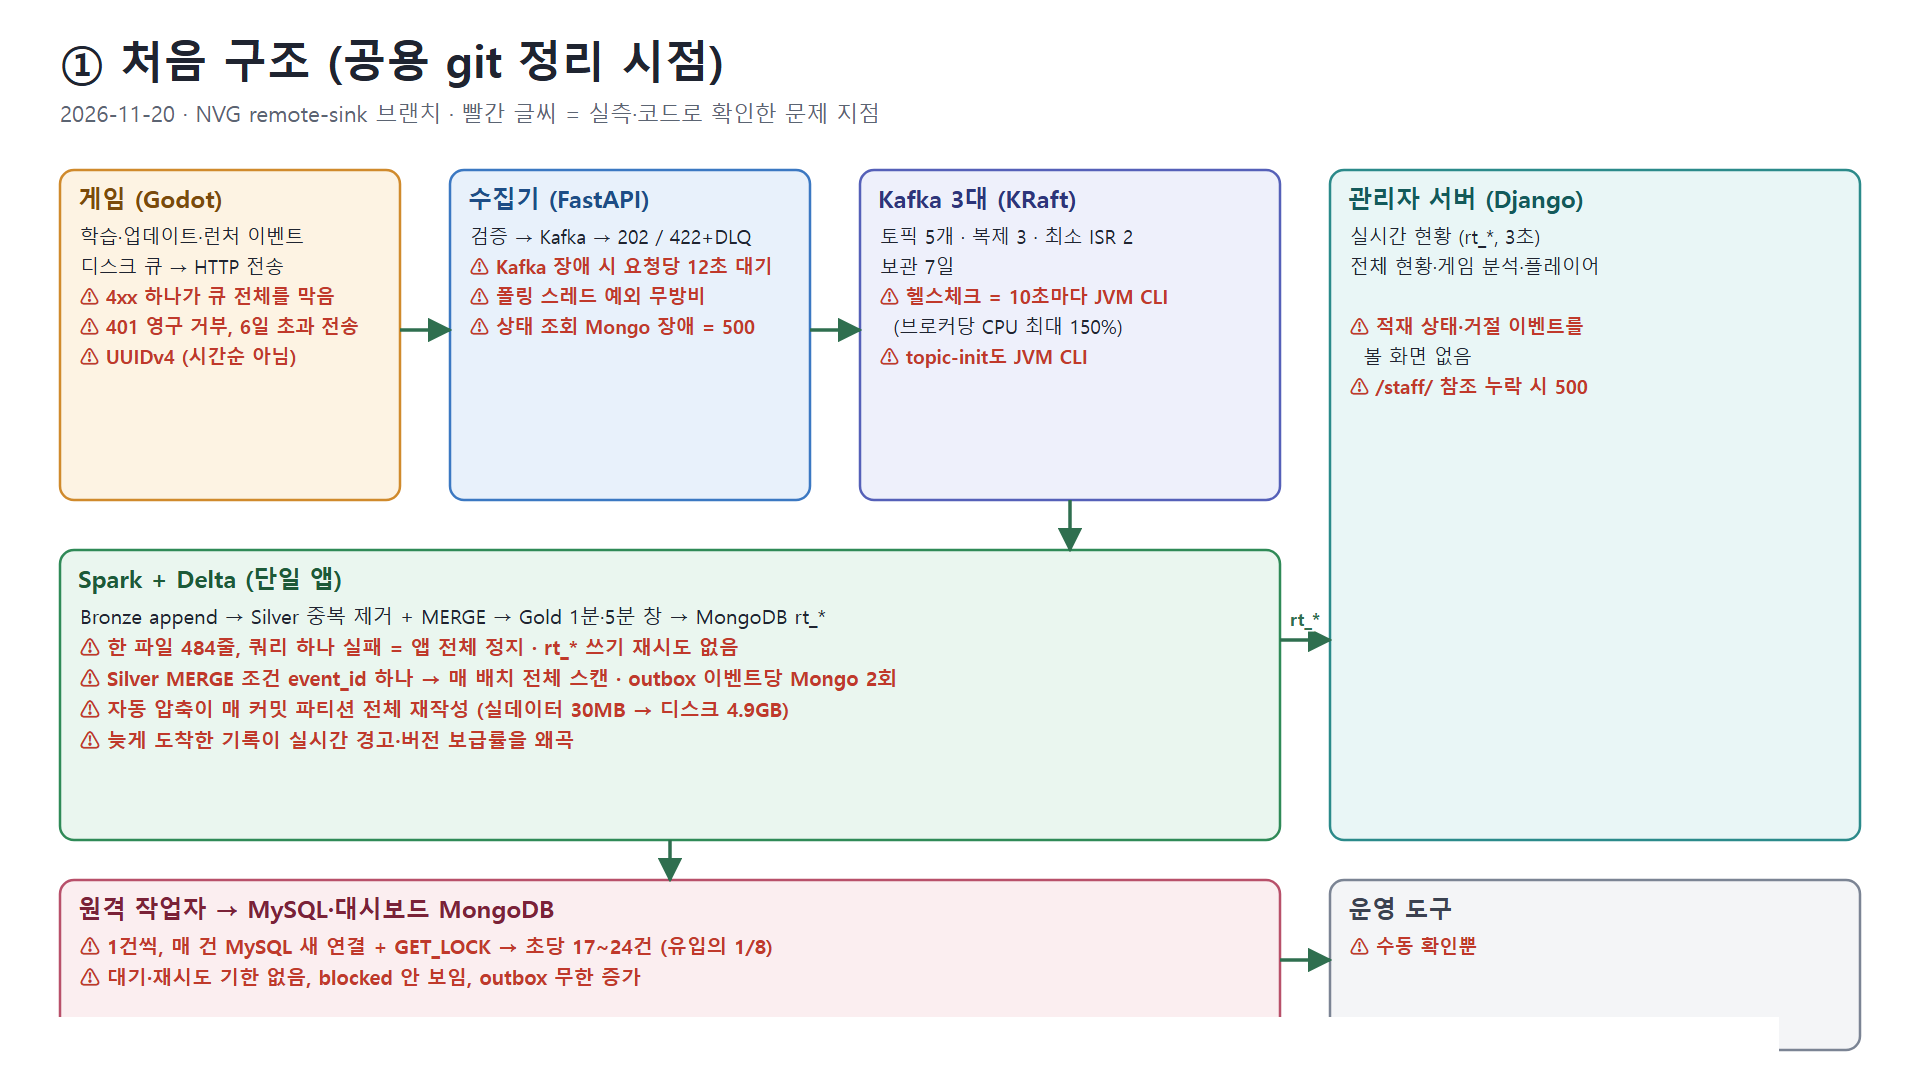 ① 처음 구조 (공용 git 정리 시점)
2026-11-20 · NVG remote-sink 브랜치 · 빨간 글씨 = 실측·코드로 확인한 문제 지점
게임 (Godot)
학습·업데이트·런처 이벤트
디스크 큐 → HTTP 전송
⚠ 4xx 하나가 큐 전체를 막음
⚠ 401 영구 거부, 6일 초과 전송
⚠ UUIDv4 (시간순 아님)
수집기 (FastAPI)
검증 → Kafka → 202 / 422+DLQ
⚠ Kafka 장애 시 요청당 12초 대기
⚠ 폴링 스레드 예외 무방비
⚠ 상태 조회 Mongo 장애 = 500
Kafka 3대 (KRaft)
토픽 5개 · 복제 3 · 최소 ISR 2
보관 7일
⚠ 헬스체크 = 10초마다 JVM CLI
(브로커당 CPU 최대 150%)
⚠ topic-init도 JVM CLI
관리자 서버 (Django)
실시간 현황 (rt_*, 3초)
전체 현황·게임 분석·플레이어
⚠ 적재 상태·거절 이벤트를
볼 화면 없음
⚠ /staff/ 참조 누락 시 500
Spark + Delta (단일 앱)
Bronze append → Silver 중복 제거 + MERGE → Gold 1분·5분 창 → MongoDB rt_*
⚠ 한 파일 484줄, 쿼리 하나 실패 = 앱 전체 정지 · rt_* 쓰기 재시도 없음
⚠ Silver MERGE 조건 event_id 하나 → 매 배치 전체 스캔 · outbox 이벤트당 Mongo 2회
⚠ 자동 압축이 매 커밋 파티션 전체 재작성 (실데이터 30MB → 디스크 4.9GB)
⚠ 늦게 도착한 기록이 실시간 경고·버전 보급률을 왜곡
rt_*
원격 작업자 → MySQL·대시보드 MongoDB
⚠ 1건씩, 매 건 MySQL 새 연결 + GET_LOCK → 초당 17~24건 (유입의 1/8)
⚠ 대기·재시도 기한 없음, blocked 안 보임, outbox 무한 증가
운영 도구
⚠ 수동 확인뿐